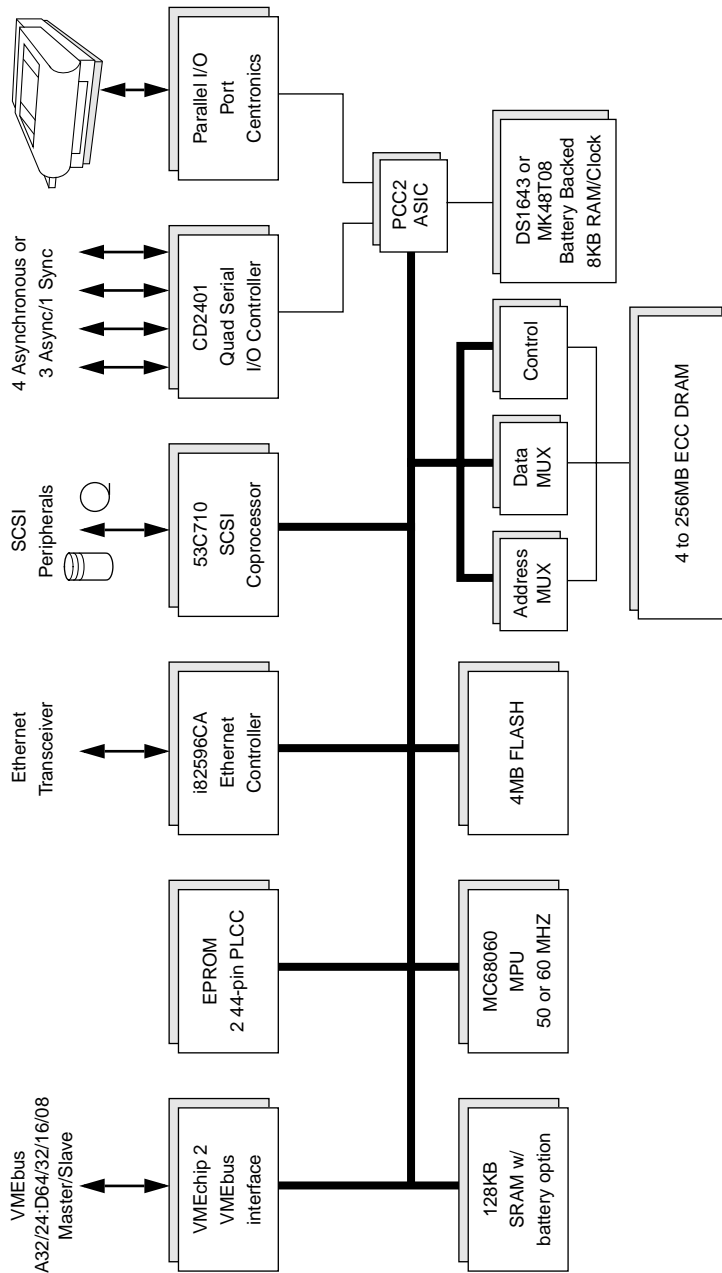 VMEbus
A32/24:D64/32/16/08
Master/Slave
Ethernet
Transceiver
SCSI
Peripherals
4 Asynchronous or
3 Async/1 Sync
VMEchip 2
VMEbus
interface
EPROM
2 44-pin PLCC
i82596CA
Ethernet
Controller
53C710
SCSI
Coprocessor
CD2401
Quad Serial
I/O Controller
Parallel I/O
Port
Centronics
PCC2
ASIC
128KB
SRAM w/
battery option
MC68060
MPU
50 or 60 MHZ
4MB FLASH
Address
MUX
Data
MUX
Control
DS1643 or
MK48T08
Battery Backed
8KB RAM/Clock
4 to 256MB ECC DRAM